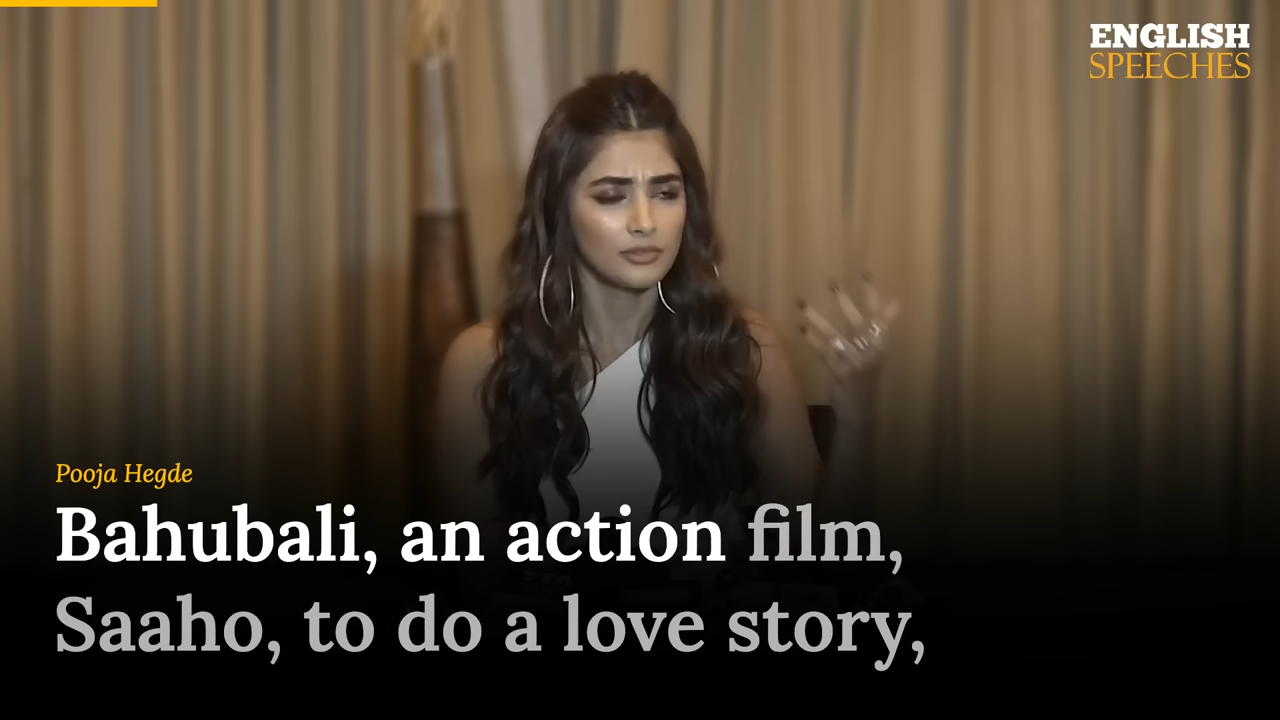 ENGLISH
SPEECHES
Pooja Hegde
Bahubali, an action film,
Saaho, to do a love story,